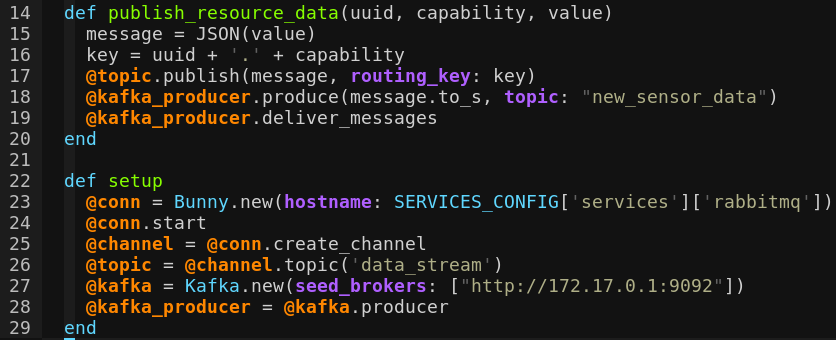 14 def publish_resource_data(uuid, capability, value)
15 message = JSON(value)
16 key = uuid + '.' + capability
17 @topic.publish(message, routing_key: key)
18 @kafka_producer.produce(message.to_s, topic: "new_sensor_data")
19 @kafka_producer.deliver_messages
20 end
21
22 def setup
23 @conn = Bunny.new(hostname: SERVICES_CONFIG['services']['rabbitmq'])
24 @conn.start
25 @channel = @conn.create_channel
26 @topic = @channel.topic('data_stream')
27 @kafka = Kafka.new(seed_brokers: ["http://172.17.0.1:9092"])
28 @kafka_producer = @kafka.producer
29 end